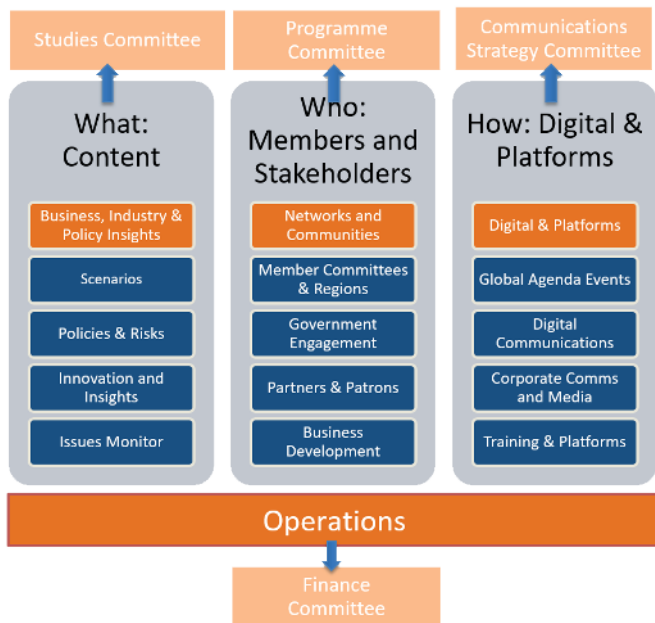 Studies Committee
Programme
Committee
Communications
Strategy Committee
What:
Content
Business, Industry &
Policy Insights
Scenarios
Policies & Risks
Innovation and
Insights
Issues Monitor
Who:
Members and
Stakeholders
Networks and
Communities
Member Committees
& Regions
Government
Engagement
Partners & Patrons
Business
Development
How: Digital &
Platforms
Digital & Platforms
Global Agenda Events
Digital
Communications
Corporate Comms
and Media
Training & Platforms
Operations
Finance
Committee